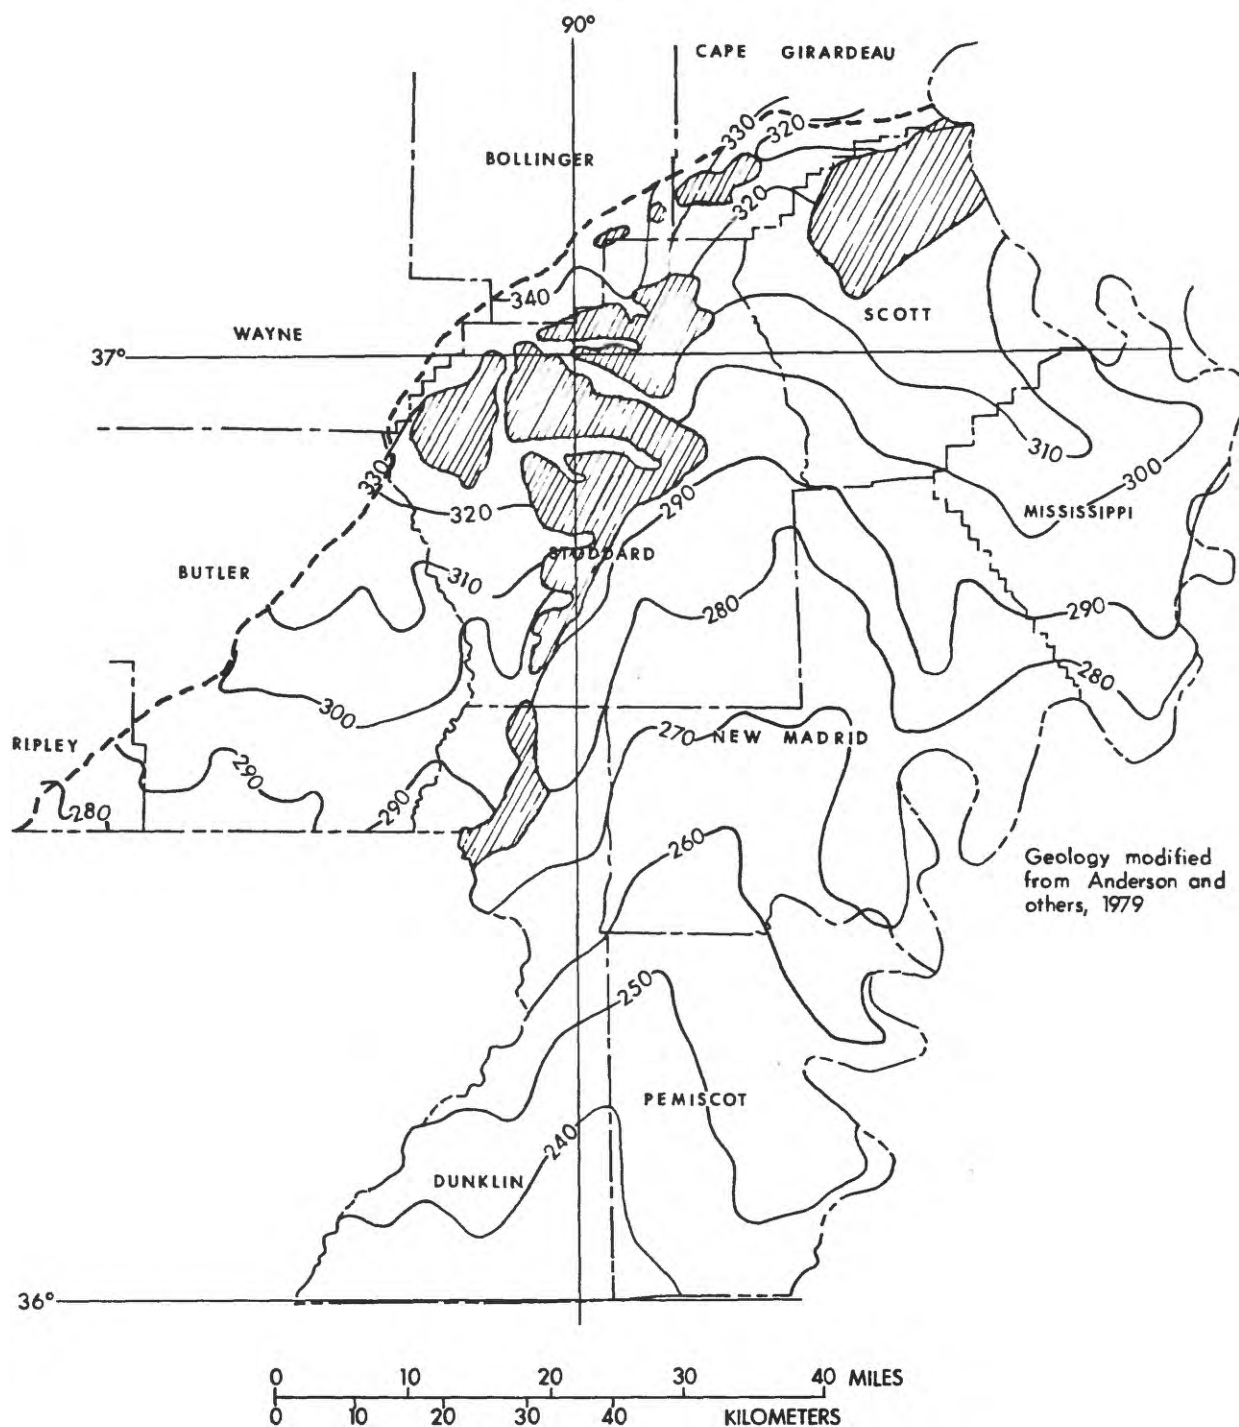 90°
CAPE GIRARDEAU
330
320
BOLLINGER
320
340
SCOTT
WAYNE
37°
310
300
330
320
290
MISSISSIPPI
STODDARD
BUTLER
310
280
290
280
300
RIPLEY
270
NEW MADRID
290
290
280
260
Geology modified
from Anderson and
others, 1979
250
PEMISCOT
240
DUNKLIN
36°
0 10 20 30 40 MILES
0 10 20 30 40 KILOMETERS